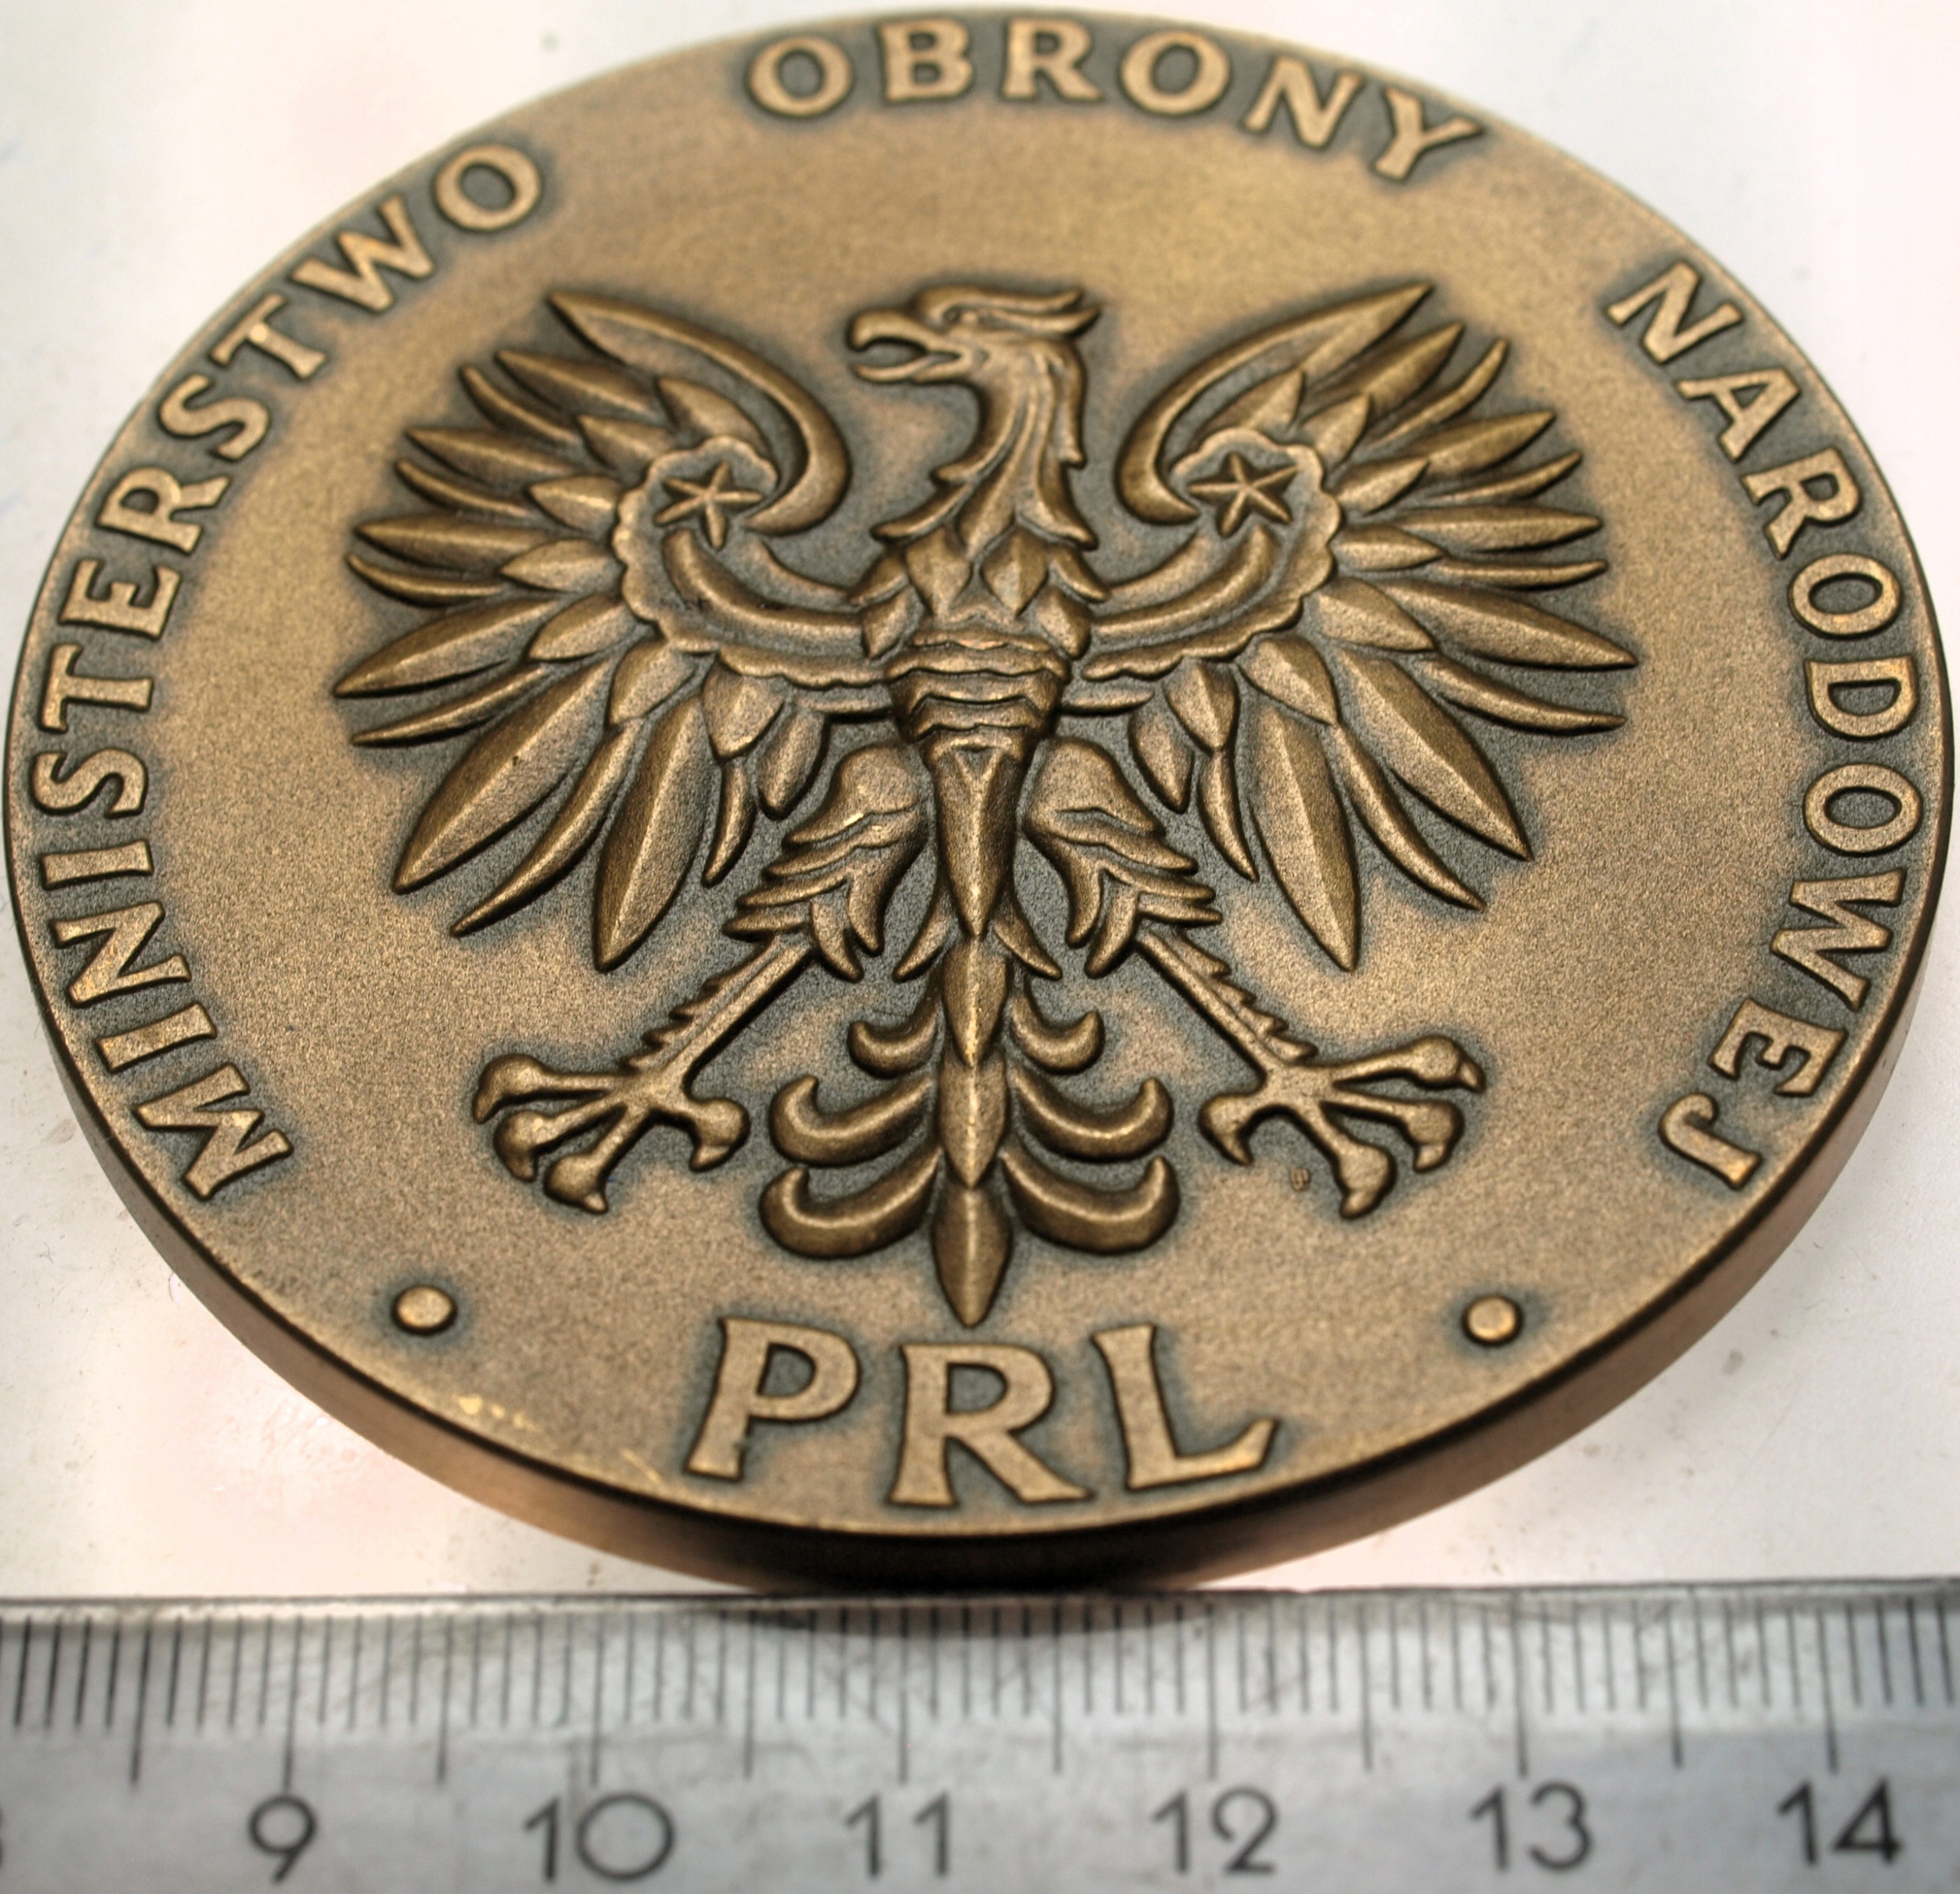 MINISTERSTWO OBRONY NARODOWEJ
• PRL •
9 10 11 12 13 14